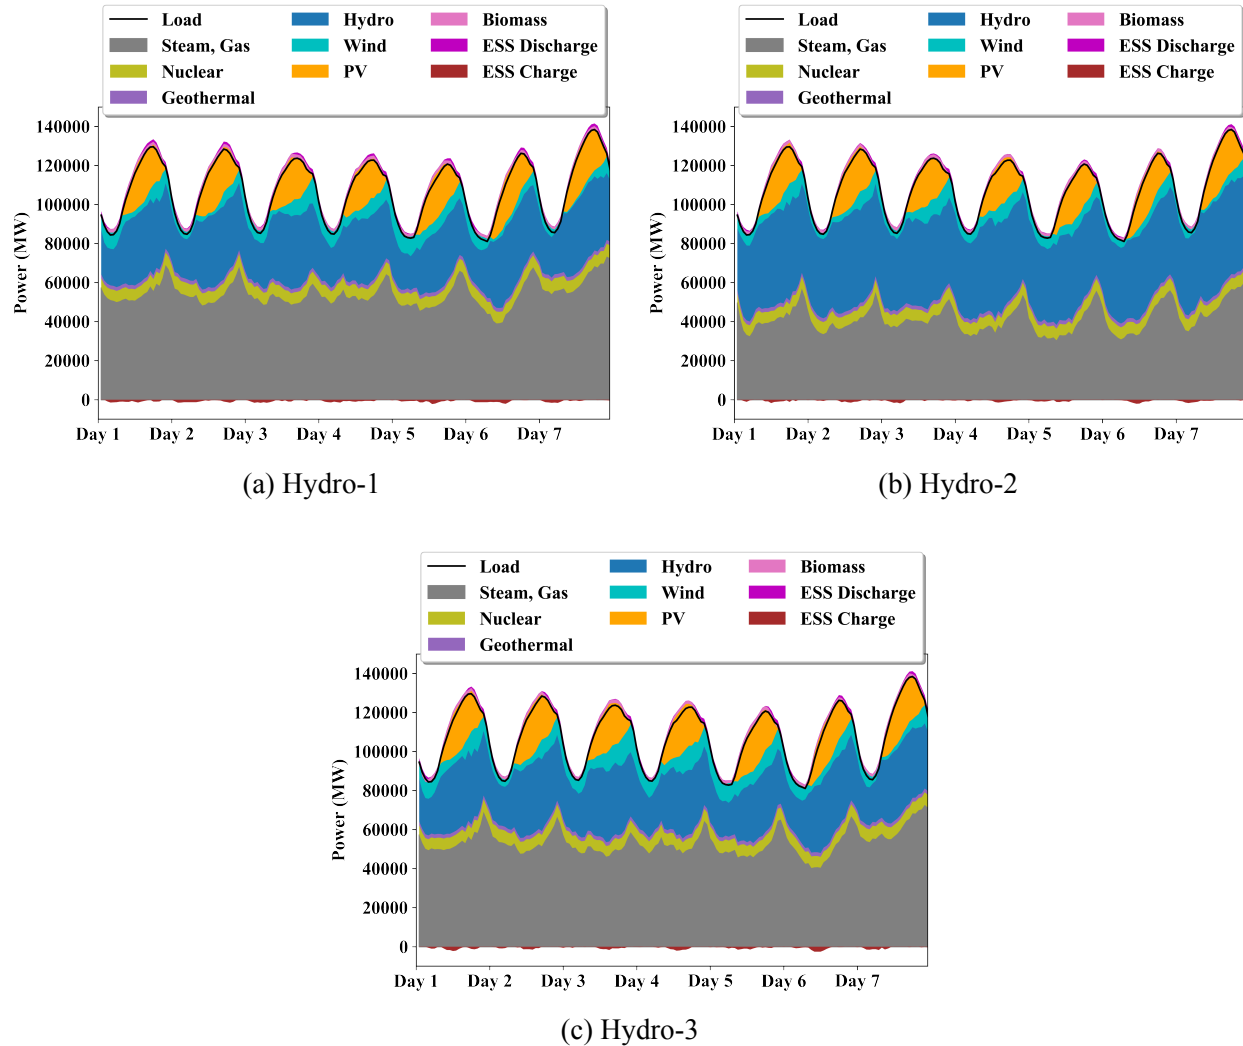 Load Hydro Biomass
Steam, Gas Wind ESS Discharge
Nuclear PV ESS Charge
Geothermal
140000
120000
100000
80000
60000
40000
20000
0
Power (MW)
Day 1 Day 2 Day 3 Day 4 Day 5 Day 6 Day 7
(a) Hydro-1
Load Hydro Biomass
Steam, Gas Wind ESS Discharge
Nuclear PV ESS Charge
Geothermal
140000
120000
100000
80000
60000
40000
20000
0
Power (MW)
Day 1 Day 2 Day 3 Day 4 Day 5 Day 6 Day 7
(b) Hydro-2
Load Hydro Biomass
Steam, Gas Wind ESS Discharge
Nuclear PV ESS Charge
Geothermal
140000
120000
100000
80000
60000
40000
20000
0
Power (MW)
Day 1 Day 2 Day 3 Day 4 Day 5 Day 6 Day 7
(c) Hydro-3